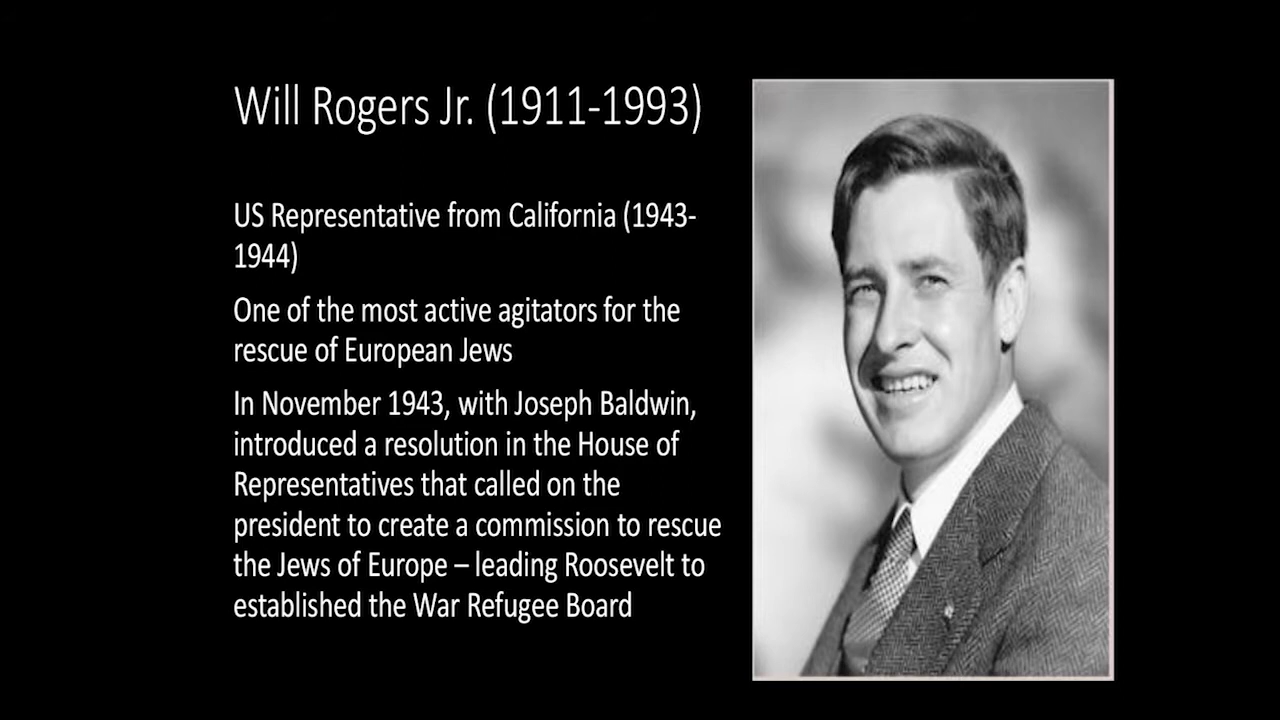 Will Rogers Jr. (1911-1993)
US Representative from California (1943-
1944)
One of the most active agitators for the
rescue of European Jews
In November 1943, with Joseph Baldwin,
introduced a resolution in the House of
Representatives that called on the
president to create a commission to rescue
the Jews of Europe – leading Roosevelt to
established the War Refugee Board